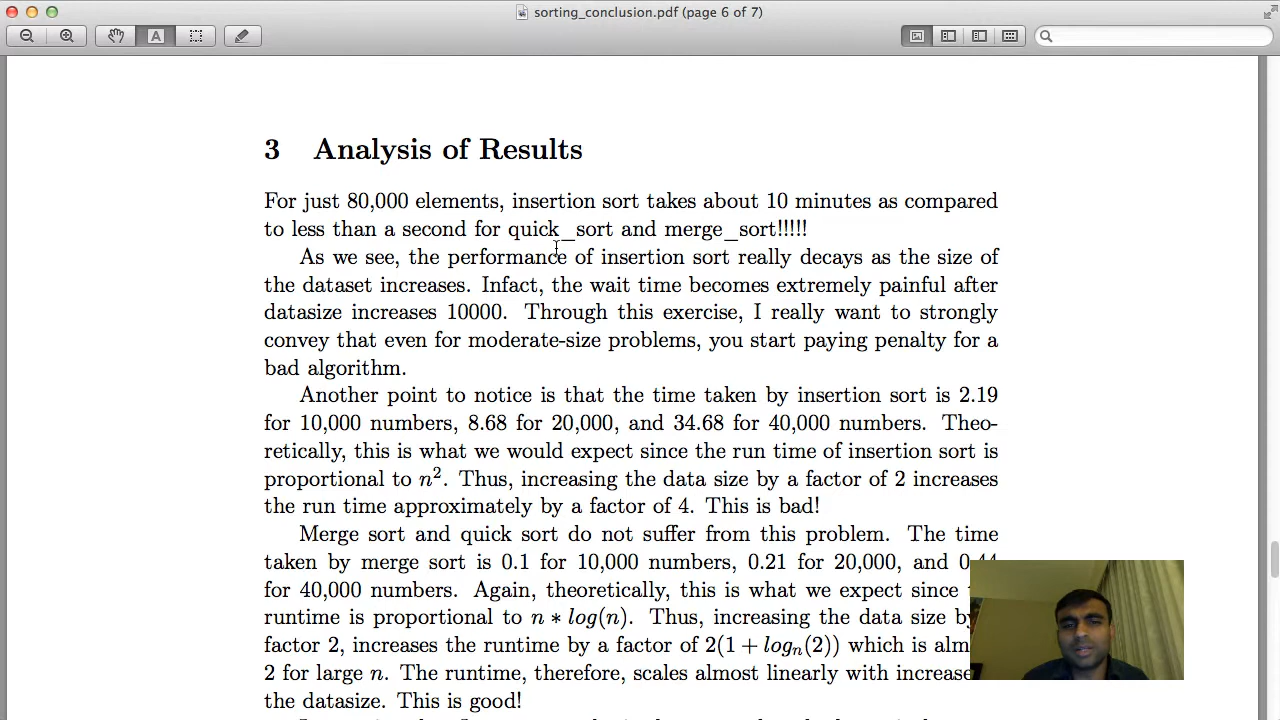 sorting_conclusion.pdf (page 6 of 7)
3 Analysis of Results
For just 80,000 elements, insertion sort takes about 10 minutes as compared
to less than a second for quick_sort and merge_sort!!!!!
As we see, the performance of insertion sort really decays as the size of
the dataset increases. Infact, the wait time becomes extremely painful after
datasize increases 10000. Through this exercise, I really want to strongly
convey that even for moderate-size problems, you start paying penalty for a
bad algorithm.
Another point to notice is that the time taken by insertion sort is 2.19
for 10,000 numbers, 8.68 for 20,000, and 34.68 for 40,000 numbers. Theo-
retically, this is what we would expect since the run time of insertion sort is
proportional to n². Thus, increasing the data size by a factor of 2 increases
the run time approximately by a factor of 4. This is bad!
Merge sort and quick sort do not suffer from this problem. The time
taken by merge sort is 0.1 for 10,000 numbers, 0.21 for 20,000, and 0.44
for 40,000 numbers. Again, theoretically, this is what we expect since
runtime is proportional to n * log(n). Thus, increasing the data size by
factor 2, increases the runtime by a factor of 2(1 + logₙ(2)) which is
2 for large n. The runtime, therefore, scales almost linearly with increase
the datasize. This is good!